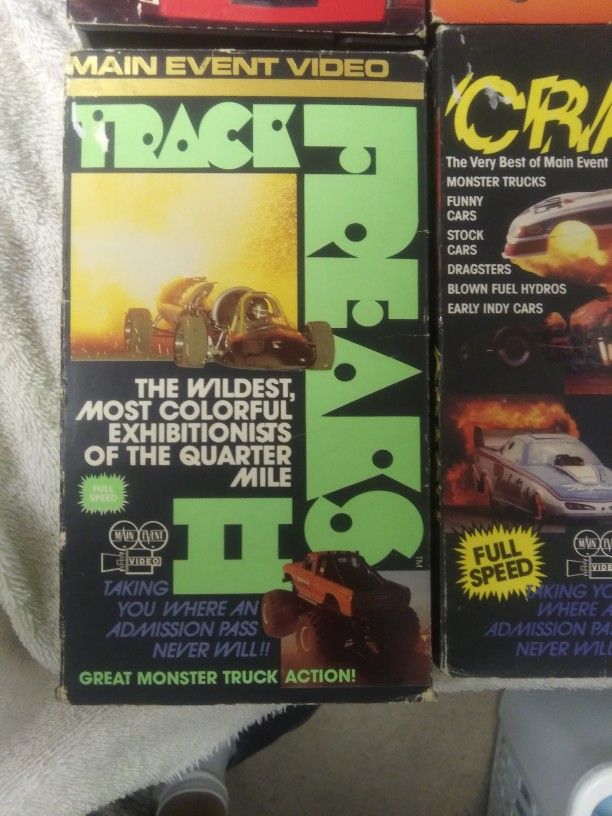 MAIN EVENT VIDEO
TRACK
FREAKS
THE WILDEST,
MOST COLORFUL
EXHIBITIONISTS
OF THE QUARTER
MILE
FULL
SPEED
II
TM
MAIN EVENT
VIDEO
TAKING
YOU WHERE AN
ADMISSION PASS
NEVER WILL!!
GREAT MONSTER TRUCK ACTION!
The Very Best of Main Event
MONSTER TRUCKS
FUNNY
CARS
STOCK
CARS
DRAGSTERS
BLOWN FUEL HYDROS
EARLY INDY CARS
FULL
SPEED
VIDEO
WHERE
ADMISSION
NEVER